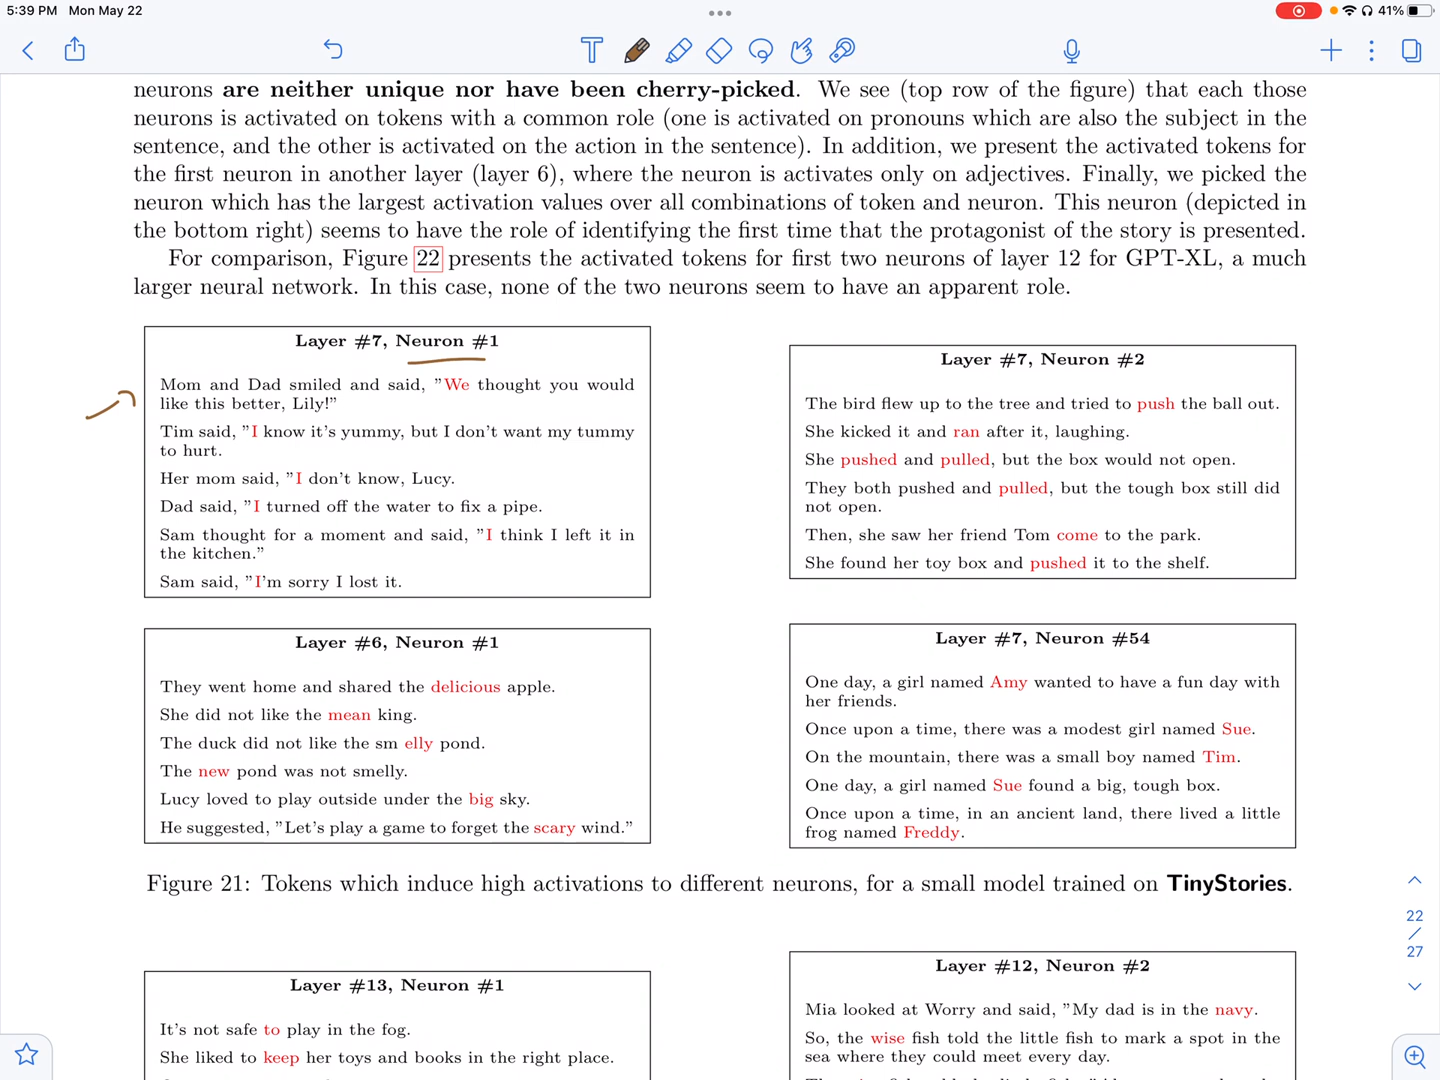 5:39 PM Mon May 22
41%
neurons are neither unique nor have been cherry-picked. We see (top row of the figure) that each those
neurons is activated on tokens with a common role (one is activated on pronouns which are also the subject in the
sentence, and the other is activated on the action in the sentence). In addition, we present the activated tokens for
the first neuron in another layer (layer 6), where the neuron is activates only on adjectives. Finally, we picked the
neuron which has the largest activation values over all combinations of token and neuron. This neuron (depicted in
the bottom right) seems to have the role of identifying the first time that the protagonist of the story is presented.
For comparison, Figure 22 presents the activated tokens for first two neurons of layer 12 for GPT-XL, a much
larger neural network. In this case, none of the two neurons seem to have an apparent role.
Layer #7, Neuron #1
Mom and Dad smiled and said, "We thought you would
like this better, Lily!"
Tim said, "I know it's yummy, but I don't want my tummy
to hurt.
Her mom said, "I don't know, Lucy.
Dad said, "I turned off the water to fix a pipe.
Sam thought for a moment and said, "I think I left it in
the kitchen."
Sam said, "I'm sorry I lost it.
Layer #7, Neuron #2
The bird flew up to the tree and tried to push the ball out.
She kicked it and ran after it, laughing.
She pushed and pulled, but the box would not open.
They both pushed and pulled, but the tough box still did
not open.
Then, she saw her friend Tom come to the park.
She found her toy box and pushed it to the shelf.
Layer #6, Neuron #1
They went home and shared the delicious apple.
She did not like the mean king.
The duck did not like the sm elly pond.
The new pond was not smelly.
Lucy loved to play outside under the big sky.
He suggested, "Let's play a game to forget the scary wind."
Layer #7, Neuron #54
One day, a girl named Amy wanted to have a fun day with
her friends.
Once upon a time, there was a modest girl named Sue.
On the mountain, there was a small boy named Tim.
One day, a girl named Sue found a big, tough box.
Once upon a time, in an ancient land, there lived a little
frog named Freddy.
Figure 21: Tokens which induce high activations to different neurons, for a small model trained on TinyStories.
22
/
27
Layer #13, Neuron #1
It's not safe to play in the fog.
She liked to keep her toys and books in the right place.
Layer #12, Neuron #2
Mia looked at Worry and said, "My dad is in the navy.
So, the wise fish told the little fish to mark a spot in the
sea where they could meet every day.